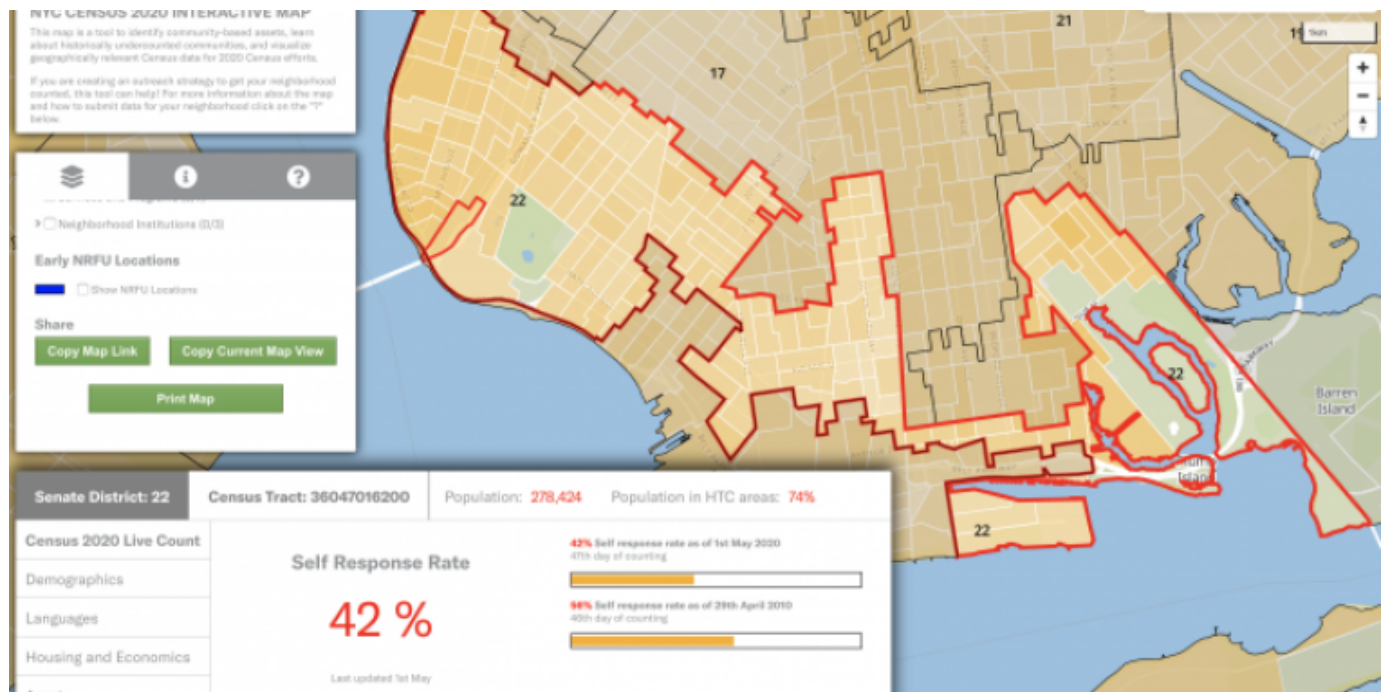 NYC CENSUS 2020 INTERACTIVE MAP
This map is a tool to identify community-based assets, learn
about historically undercounted communities, and visualize
geographically relevant Census data for 2020 Census efforts.
If you are creating an outreach strategy to get your neighborhood
counted, this tool can help! For more information about the map
and how to submit data for your neighborhood click on the "?"
below.
Neighborhood Institutions (0/3)
Early NRFU Locations
Show NRFU Locations
Share
Copy Map Link
Copy Current Map View
Print Map
17
21
19
1km
22
22
Barren
Island
Island
22
Senate District: 22
Census Tract: 36047016200
Population: 278,424
Population in HTC areas: 74%
Census 2020 Live Count
Demographics
Languages
Housing and Economics
Self Response Rate
42 %
Last updated 1st May
42% Self response rate as of 1st May 2020
47th day of counting
56% Self response rate as of 29th April 2010
46th day of counting